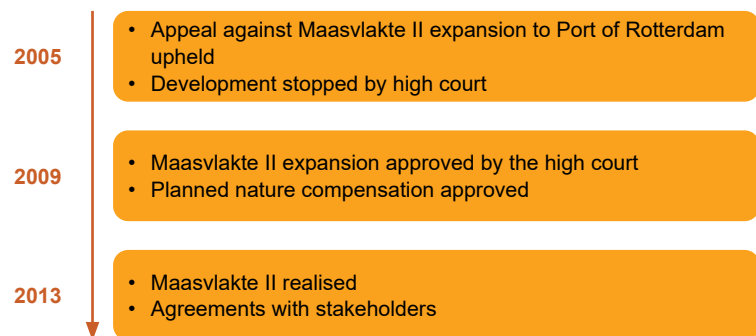 2005
• Appeal against Maasvlakte II expansion to Port of Rotterdam
upheld
• Development stopped by high court
2009
• Maasvlakte II expansion approved by the high court
• Planned nature compensation approved
2013
• Maasvlakte II realised
• Agreements with stakeholders